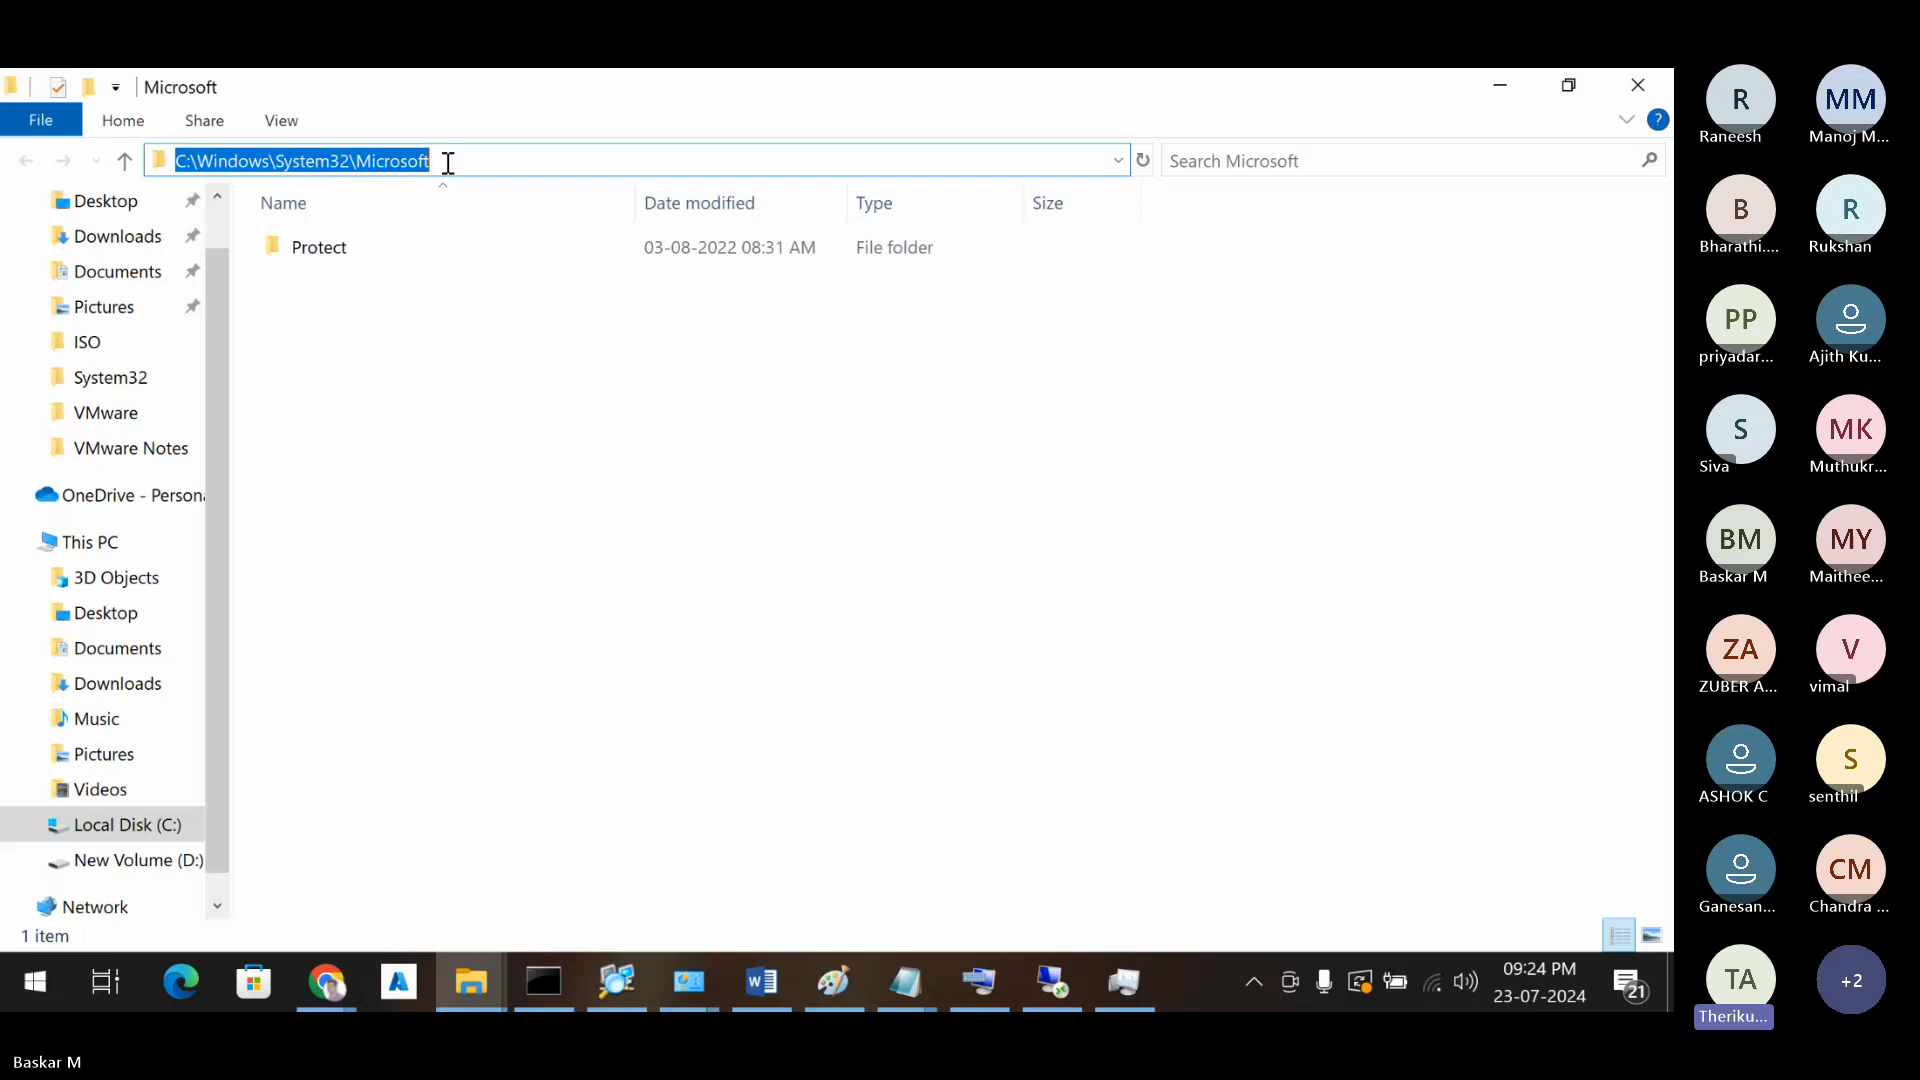 Microsoft
File
Home
Share
View
?
C:\Windows\System32\Microsoft
Search Microsoft
Name
Date modified
Type
Size
Protect
03-08-2022 08:31 AM
File folder
Desktop
Downloads
Documents
Pictures
ISO
System32
VMware
VMware Notes
OneDrive - Persona
This PC
3D Objects
Desktop
Documents
Downloads
Music
Pictures
Videos
Local Disk (C:)
New Volume (D:)
Network
1 item
09:24 PM
23-07-2024
21
R
Raneesh
MM
Manoj M...
B
Bharathi....
R
Rukshan
PP
priyadar...
Ajith Ku...
S
Siva
MK
Muthukr...
BM
Baskar M
MY
Maithee...
ZA
ZUBER A...
V
vimal
ASHOK C
S
senthil
Ganesan...
CM
Chandra ...
TA
Theriku...
+2
Baskar M